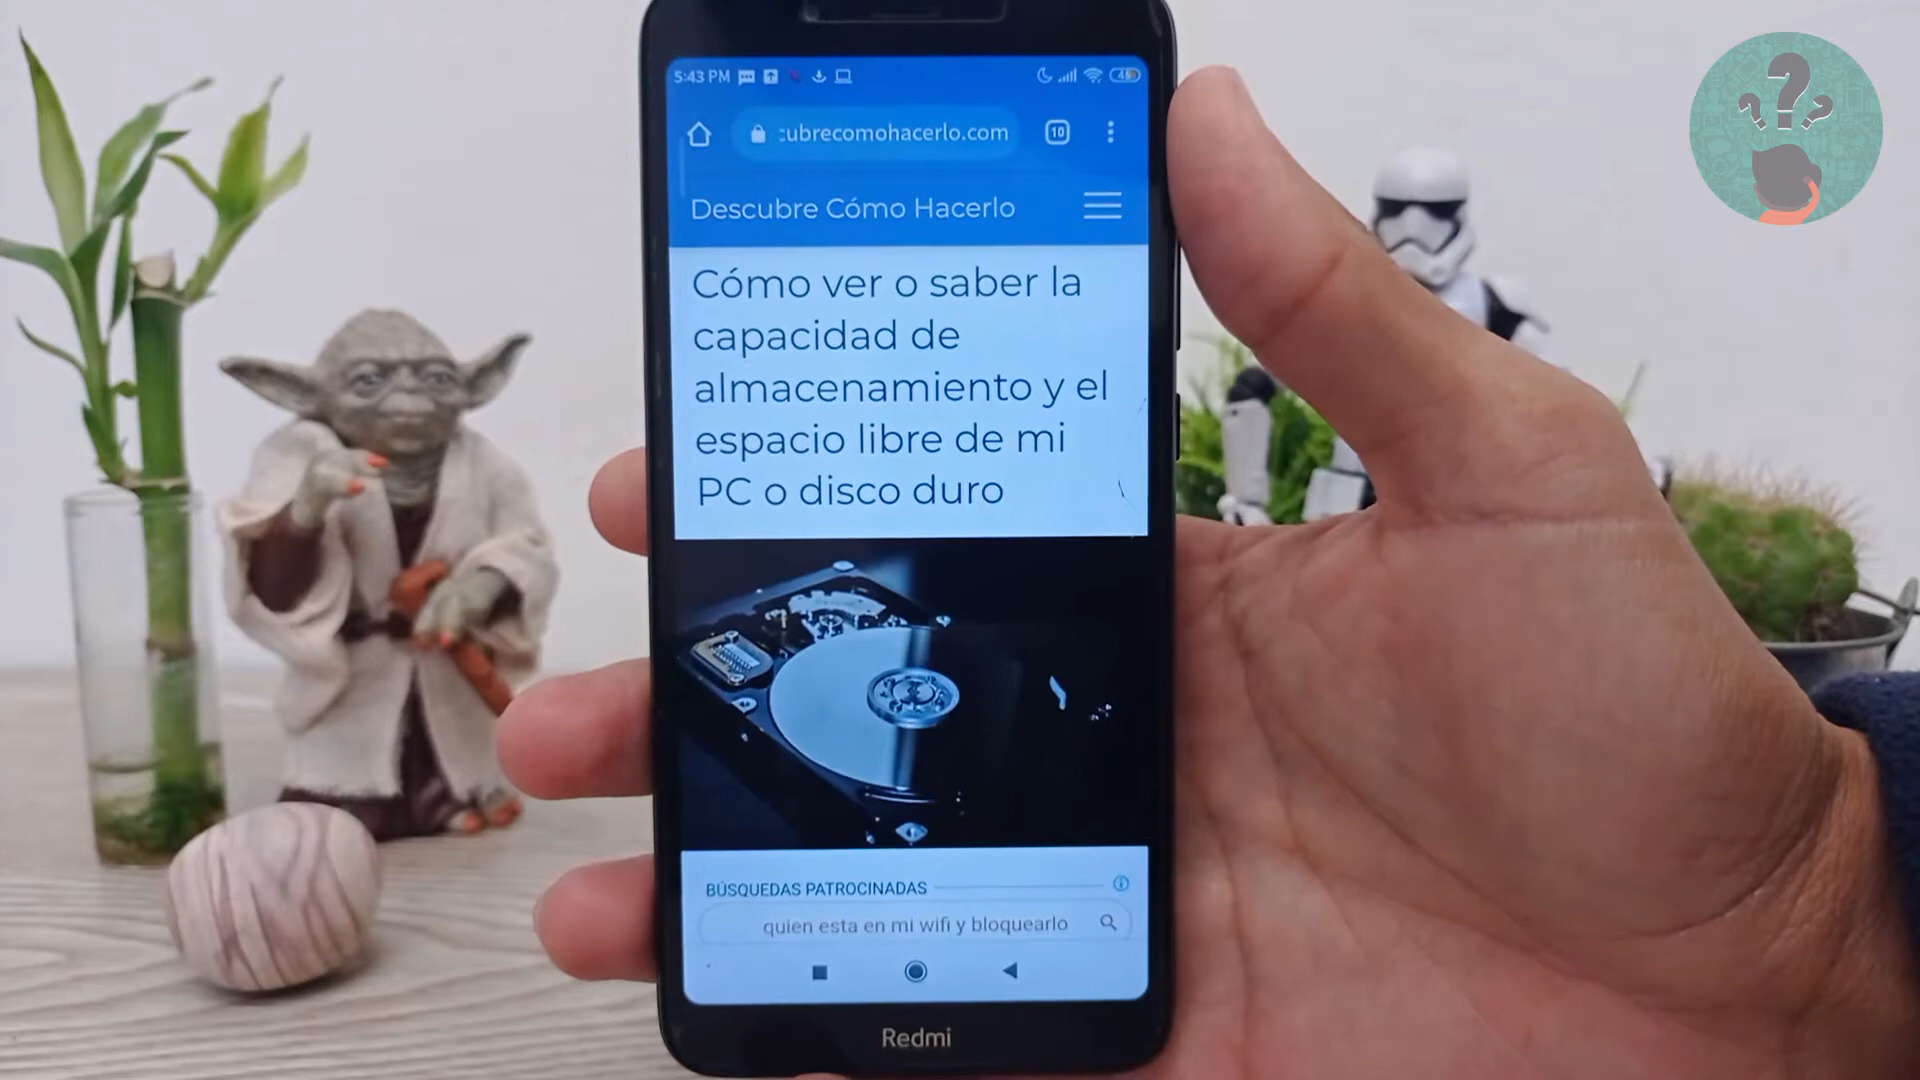 5:43 PM
:ubrecomohacerlo.com
10
Descubre Cómo Hacerlo
Cómo ver o saber la
capacidad de
almacenamiento y el
espacio libre de mi
PC o disco duro
BÚSQUEDAS PATROCINADAS
quien esta en mi wifi y bloquearlo
Redmi